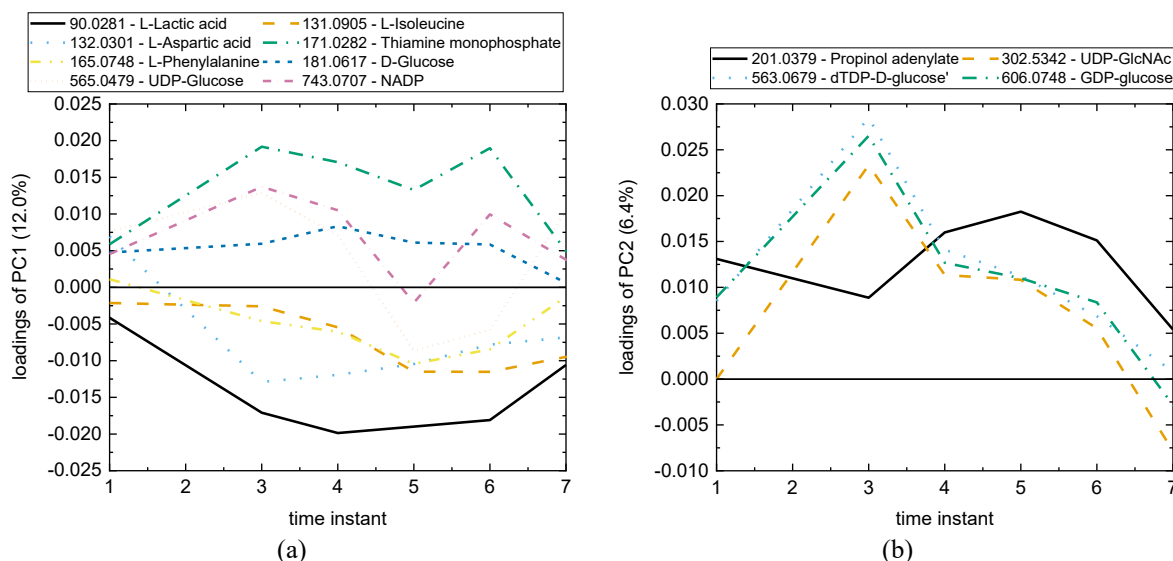 90.0281 - L-Lactic acid 131.0905 - L-Isoleucine
132.0301 - L-Aspartic acid 171.0282 - Thiamine monophosphate
165.0748 - L-Phenylalanine 181.0617 - D-Glucose
565.0479 - UDP-Glucose 743.0707 - NADP
0.025
0.020
0.015
0.010
0.005
0.000
-0.005
-0.010
-0.015
-0.020
-0.025
loadings of PC1 (12.0%)
1 2 3 4 5 6 7
time instant
(a)
201.0379 - Propinol adenylate 302.5342 - UDP-GlcNAc
563.0679 - dTDP-D-glucose' 606.0748 - GDP-glucose
0.030
0.025
0.020
0.015
0.010
0.005
0.000
-0.005
-0.010
loadings of PC2 (6.4%)
1 2 3 4 5 6 7
time instant
(b)